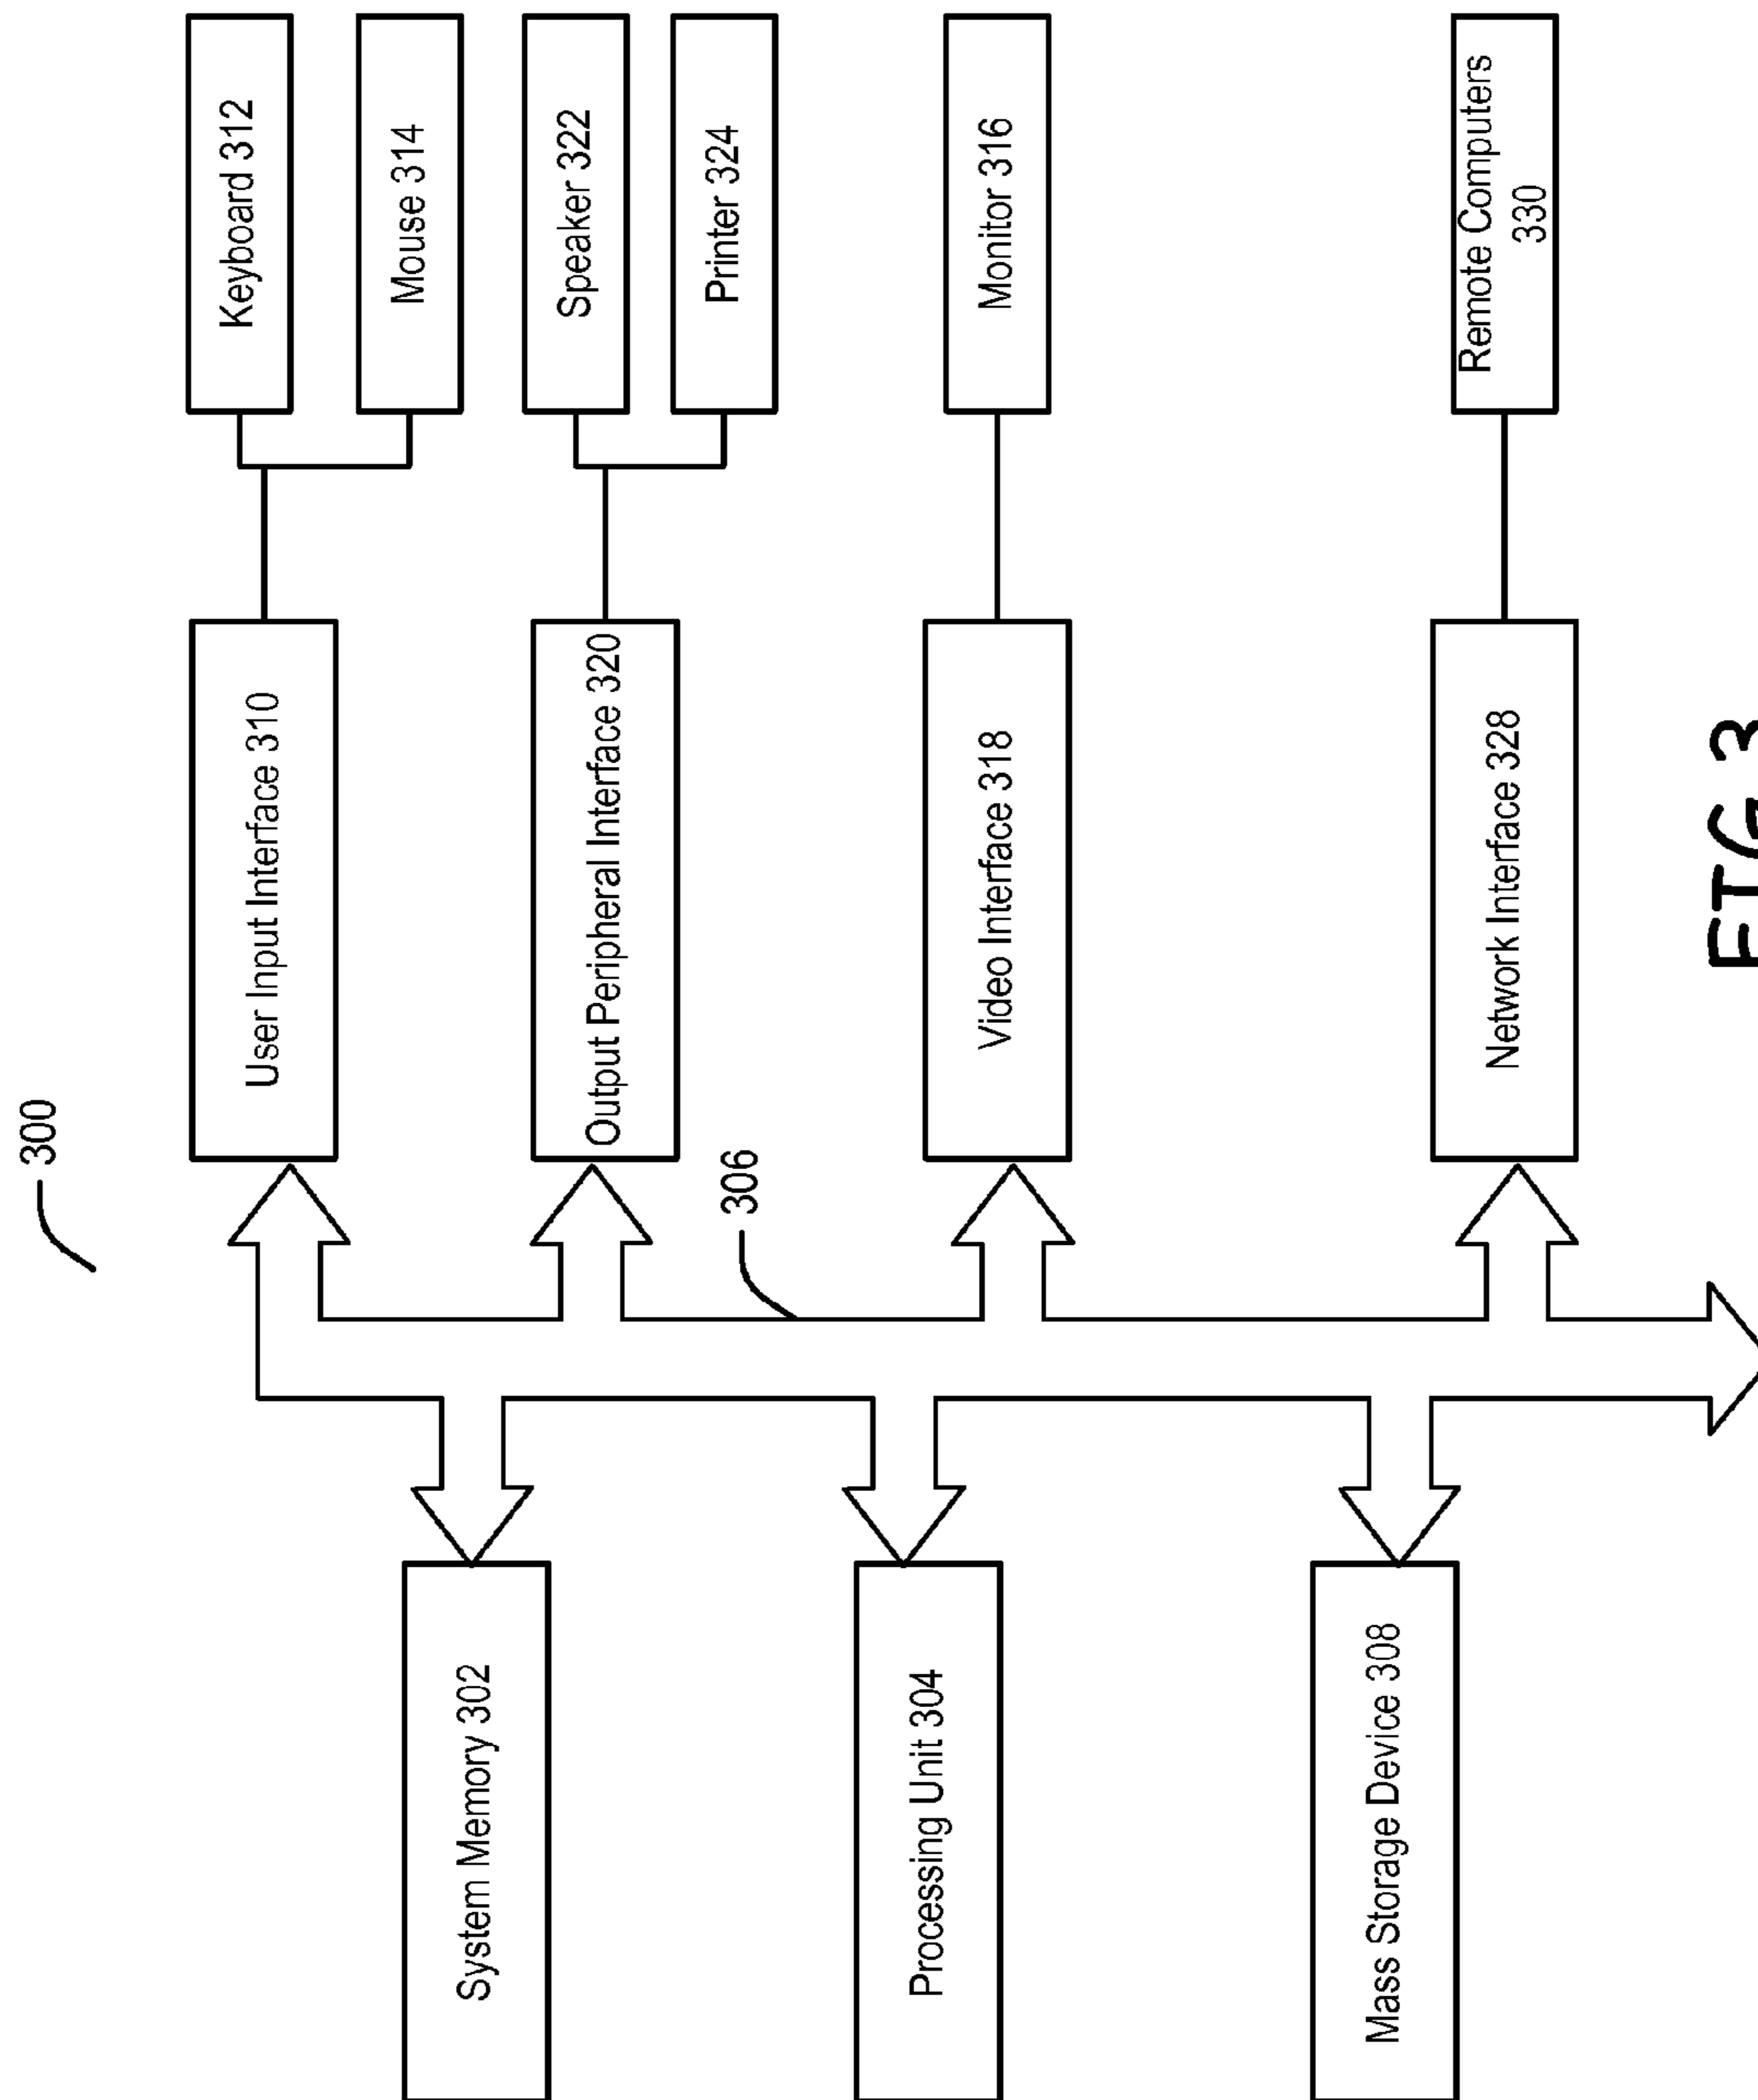 300
Keyboard 312
Mouse 314
Speaker 322
Printer 324
Monitor 316
Remote Computers
330
User Input Interface 310
Output Peripheral Interface 320
Video Interface 318
Network Interface 328
306
System Memory 302
Processing Unit 304
Mass Storage Device 308
FIG 3